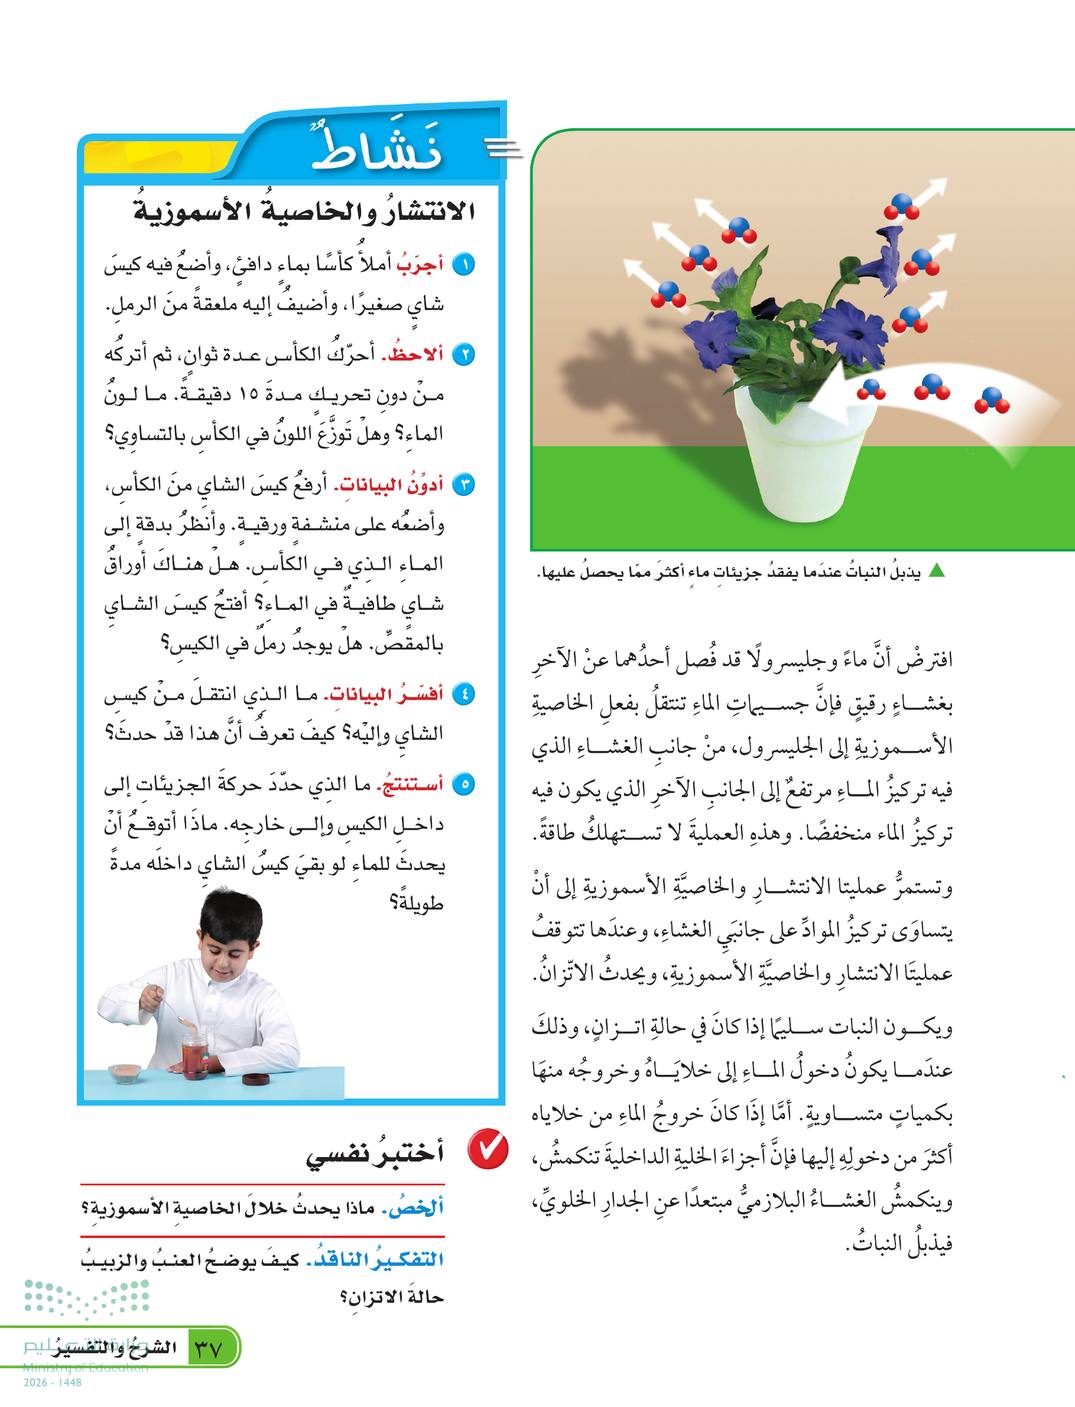 يذبلُ النباتُ عندَما يفقدُ جزيئاتِ ماءٍ أكثرَ ممّا يحصلُ عليها.
افترضْ أنَّ ماءً وجليسرولًا قد فُصل أحدُهما عنْ الآخرِ
بغشاءٍ رقيقٍ فإنَّ جسيماتِ الماءِ تنتقلُ بفعلِ الخاصيةِ
الأسموزيةِ إلى الجليسرول، منْ جانبِ الغشاءِ الذي
فيه تركيزُ الماءِ مرتفعٌ إلى الجانبِ الآخرِ الذي يكون فيه
تركيزُ الماء منخفضًا. وهذهِ العمليةَ لا تستهلكُ طاقةً.
وتستمرُّ عمليتا الانتشارِ والخاصيَّةِ الأسموزيةِ إلى أنْ
يتساوَى تركيزُ الموادِّ على جانبَيِ الغشاءِ، وعندَها تتوقفُ
عمليتَا الانتشارِ والخاصيَّةِ الأسموزيةِ، ويحدثُ الاتّزانُ.
ويكون النبات سليمًا إذا كانَ في حالةِ اتزانٍ، وذلكَ
عندَما يكونُ دخولُ الماءِ إلى خلايَاهُ وخروجُه منهَا
بكمياتٍ متساويةٍ. أمَّا إذَا كانَ خروجُ الماءِ من خلاياه
أكثرَ من دخولِهِ إليها فإنَّ أجزاءَ الخليةِ الداخليةَ تنكمشُ،
وينكمشُ الغشاءُ البلازميُّ مبتعدًا عنِ الجدارِ الخلويِّ،
فيذبلُ النباتُ.
نَشَاطٌ
الانتشارُ والخاصيةُ الأسموزيةُ
١ أجرّبُ أملأُ كأسًا بماءٍ دافئٍ، وأضعُ فيه كيسَ
شايٍ صغيرًا، وأضيفُ إليه ملعقةً منَ الرملِ.
٢ ألاحظُ. أحرّكُ الكأسَ عدة ثوانٍ، ثم أتركُه
منْ دونِ تحريكٍ مدةَ ١٥ دقيقةً. ما لونُ
الماءِ؟ وهلْ تَوزَّعَ اللونُ في الكأسِ بالتساوِي؟
٣ أدوّنُ البياناتِ. أرفعُ كيسَ الشايِ منَ الكأسِ،
وأضعُه على منشفةٍ ورقيةٍ. وأنظرُ بدقةٍ إلى
الماءِ الذِي في الكأسِ. هلْ هناكَ أوراقُ
شايٍ طافيةٌ في الماءِ؟ أفتحُ كيسَ الشايِ
بالمقصِّ. هلْ يوجدُ رملٌ في الكيسِ؟
٤ أفسّرُ البياناتِ. ما الذِي انتقلَ منْ كيسِ
الشايِ وإليْه؟ كيفَ تعرفُ أنَّ هذا قدْ حدثَ؟
٥ أستنتجُ. ما الذي حدّدَ حركةَ الجزيئاتِ إلى
داخلِ الكيسِ وإلى خارجِه. ماذَا أتوقعُ أنْ
يحدثَ للماءِ لو بقيَ كيسُ الشايِ داخلَه مدةً
طويلةً؟
أختبرُ نفسي
ألخصُ. ماذا يحدثُ خلالَ الخاصيةِ الأسموزيةِ؟
التفكيرُ الناقدُ. كيفَ يوضحُ العنبُ والزبيبُ
حالةَ الاتزانِ؟
٣٧ الشرحُ والتفسيرُ
وزارة التعليم
Ministry of Education
2026 - 1448